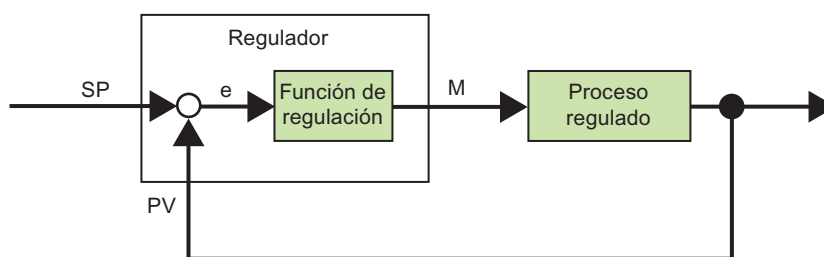 Regulador
SP
e
Función de
regulación
M
Proceso
regulado
PV